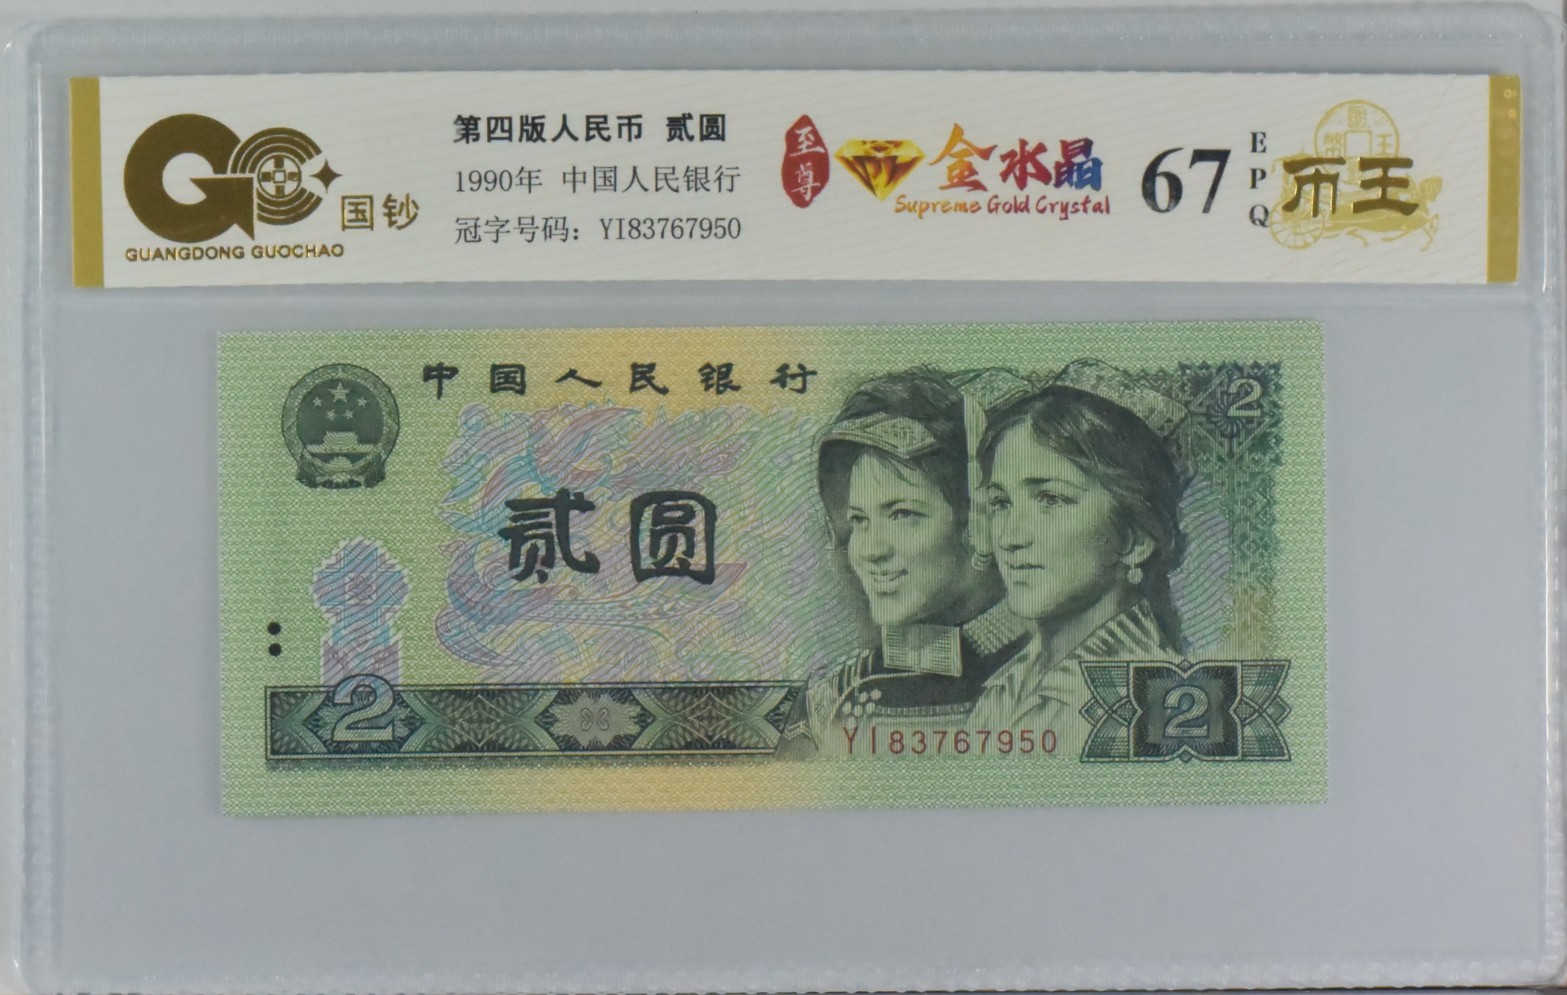 国钞
GUANGDONG GUOCHAO
第四版人民币 贰圆
1990年 中国人民银行
冠字号码：YI83767950
至尊
金水晶
Supreme Gold Crystal
67
EPQ
币王
中国人民银行
2
贰圆
2
YI83767950
2